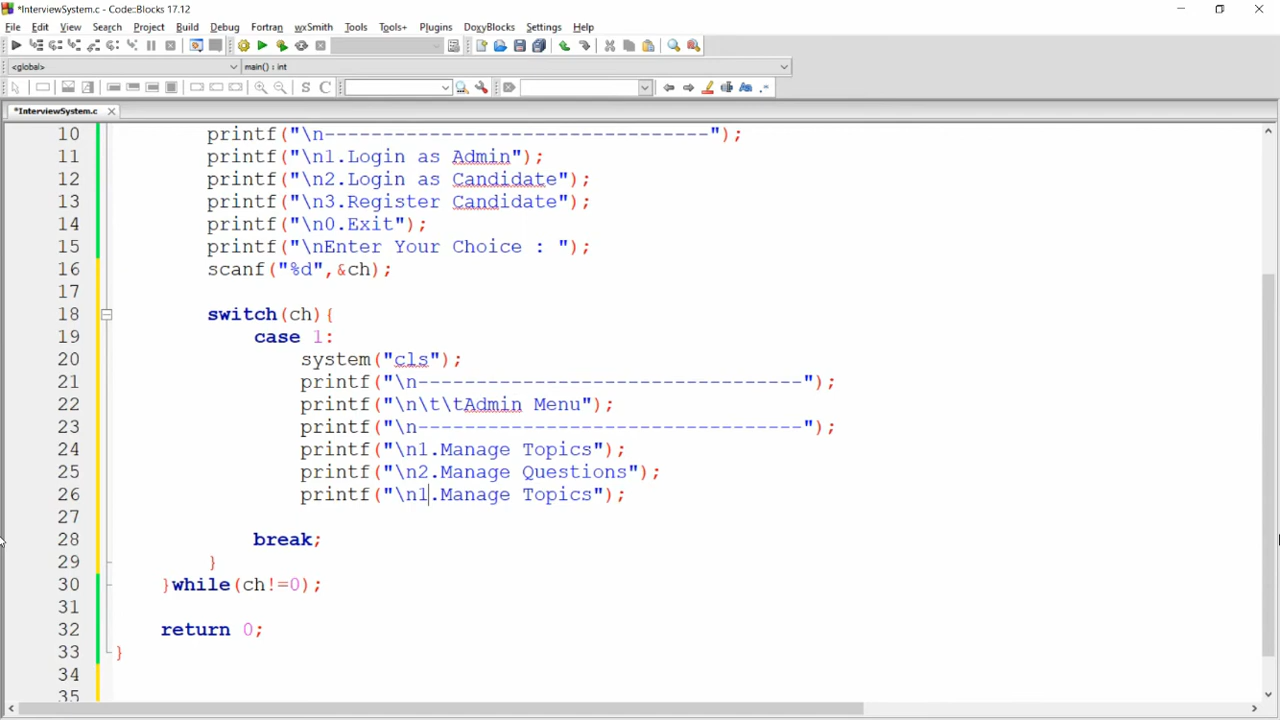 *InterviewSystem.c - Code::Blocks 17.12
File Edit View Search Project Build Debug Fortran wxSmith Tools Tools+ Plugins DoxyBlocks Settings Help
<global> main() : int
S C
*InterviewSystem.c
10 printf("\n---------------------------------");
11 printf("\n1.Login as Admin");
12 printf("\n2.Login as Candidate");
13 printf("\n3.Register Candidate");
14 printf("\n0.Exit");
15 printf("\nEnter Your Choice : ");
16 scanf("%d",&ch);
17
18 switch(ch){
19 case 1:
20 system("cls");
21 printf("\n---------------------------------");
22 printf("\n\t\tAdmin Menu");
23 printf("\n---------------------------------");
24 printf("\n1.Manage Topics");
25 printf("\n2.Manage Questions");
26 printf("\n1.Manage Topics");
27
28 break;
29 }
30 }while(ch!=0);
31
32 return 0;
33 }
34
35